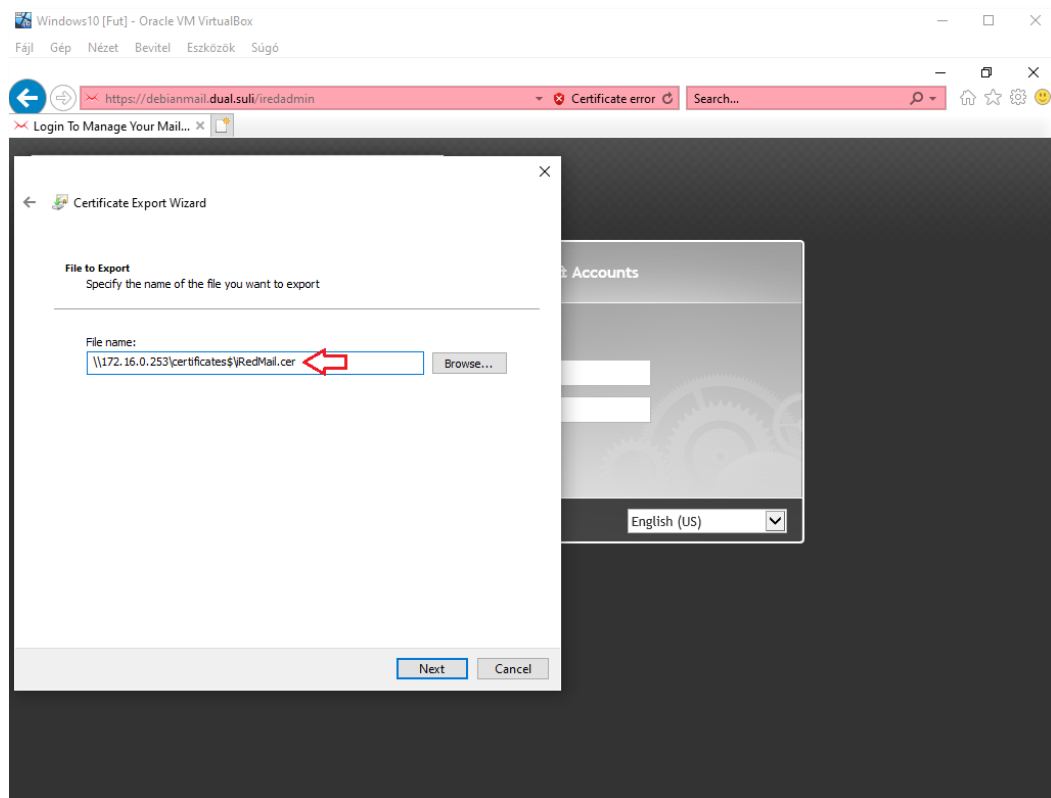 Windows10 [Fut] - Oracle VM VirtualBox
Fájl Gép Nézet Bevitel Eszközök Súgó
https://debianmail.dual.suli/iredadmin Certificate error Search...
Login To Manage Your Mail...
Certificate Export Wizard
File to Export
Specify the name of the file you want to export
File name:
\\172.16.0.253\certificates$\iRedMail.cer Browse...
Accounts
English (US)
Next Cancel